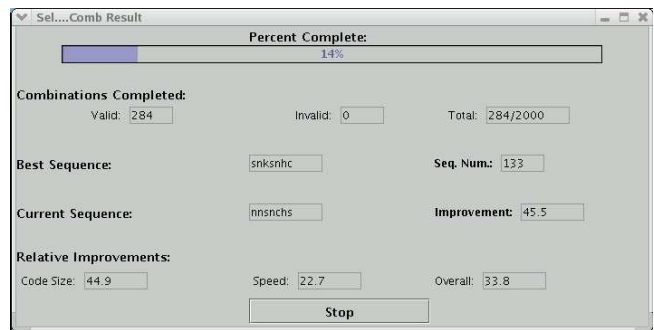 Sel....Comb Result
Percent Complete:
14%
Combinations Completed:
Valid: 284 Invalid: 0 Total: 284/2000
Best Sequence: snksnhc Seq. Num.: 133
Current Sequence: nnsnchs Improvement: 45.5
Relative Improvements:
Code Size: 44.9 Speed: 22.7 Overall: 33.8
Stop